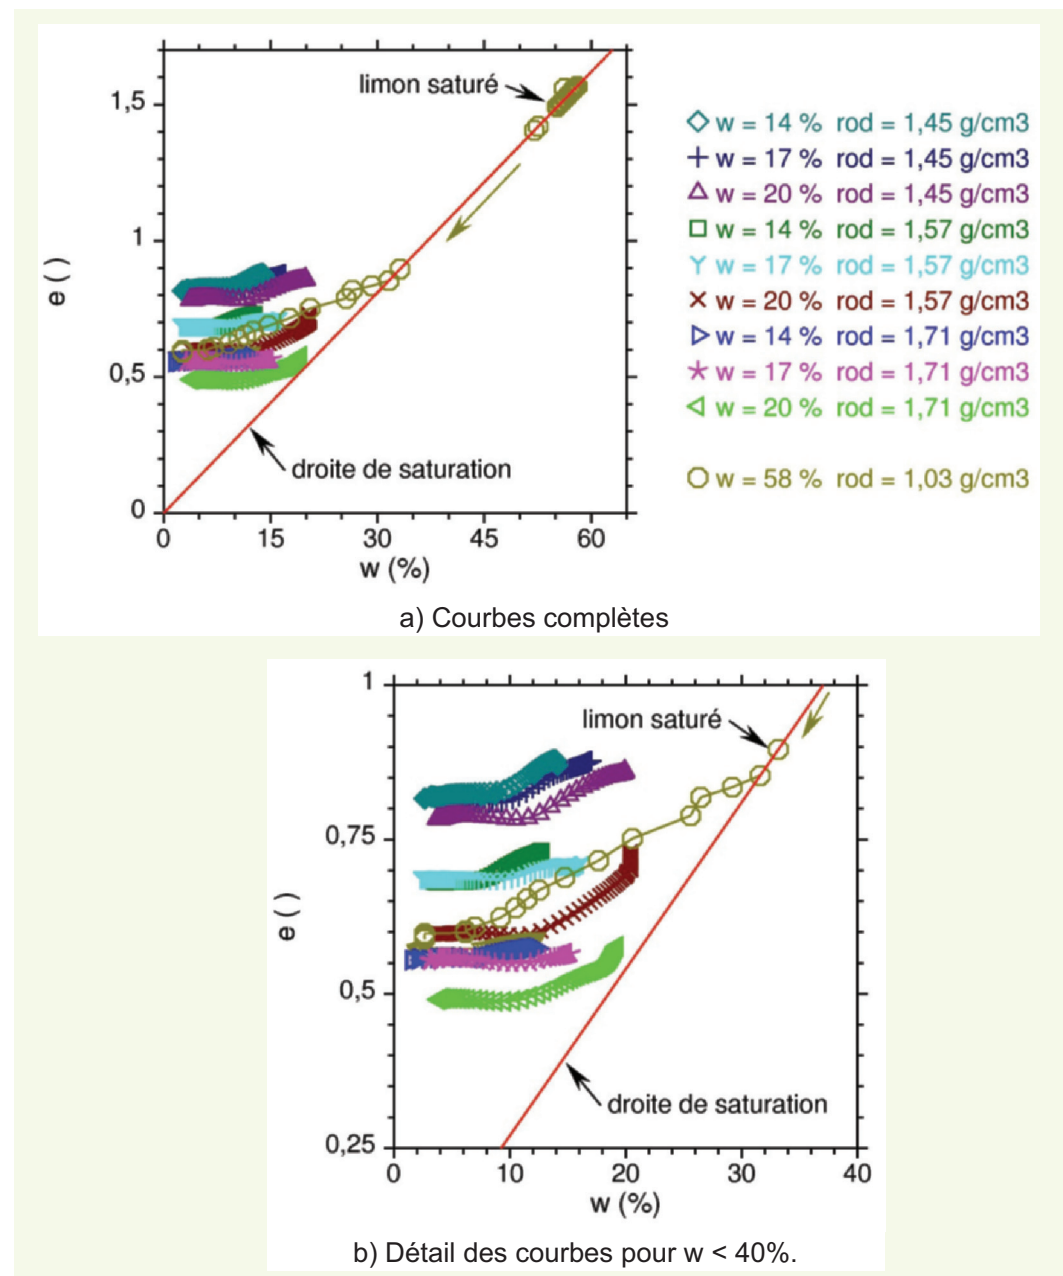 limon saturé
1,5
1
0,5
0
e ( )
0 15 30 45 60
w (%)
droite de saturation
w = 14 % rod = 1,45 g/cm3
w = 17 % rod = 1,45 g/cm3
w = 20 % rod = 1,45 g/cm3
w = 14 % rod = 1,57 g/cm3
w = 17 % rod = 1,57 g/cm3
w = 20 % rod = 1,57 g/cm3
w = 14 % rod = 1,71 g/cm3
w = 17 % rod = 1,71 g/cm3
w = 20 % rod = 1,71 g/cm3
w = 58 % rod = 1,03 g/cm3
a) Courbes complètes
1
limon saturé
0,75
e ( )
0,5
droite de saturation
0,25
0 10 20 30 40
w (%)
b) Détail des courbes pour w < 40%.